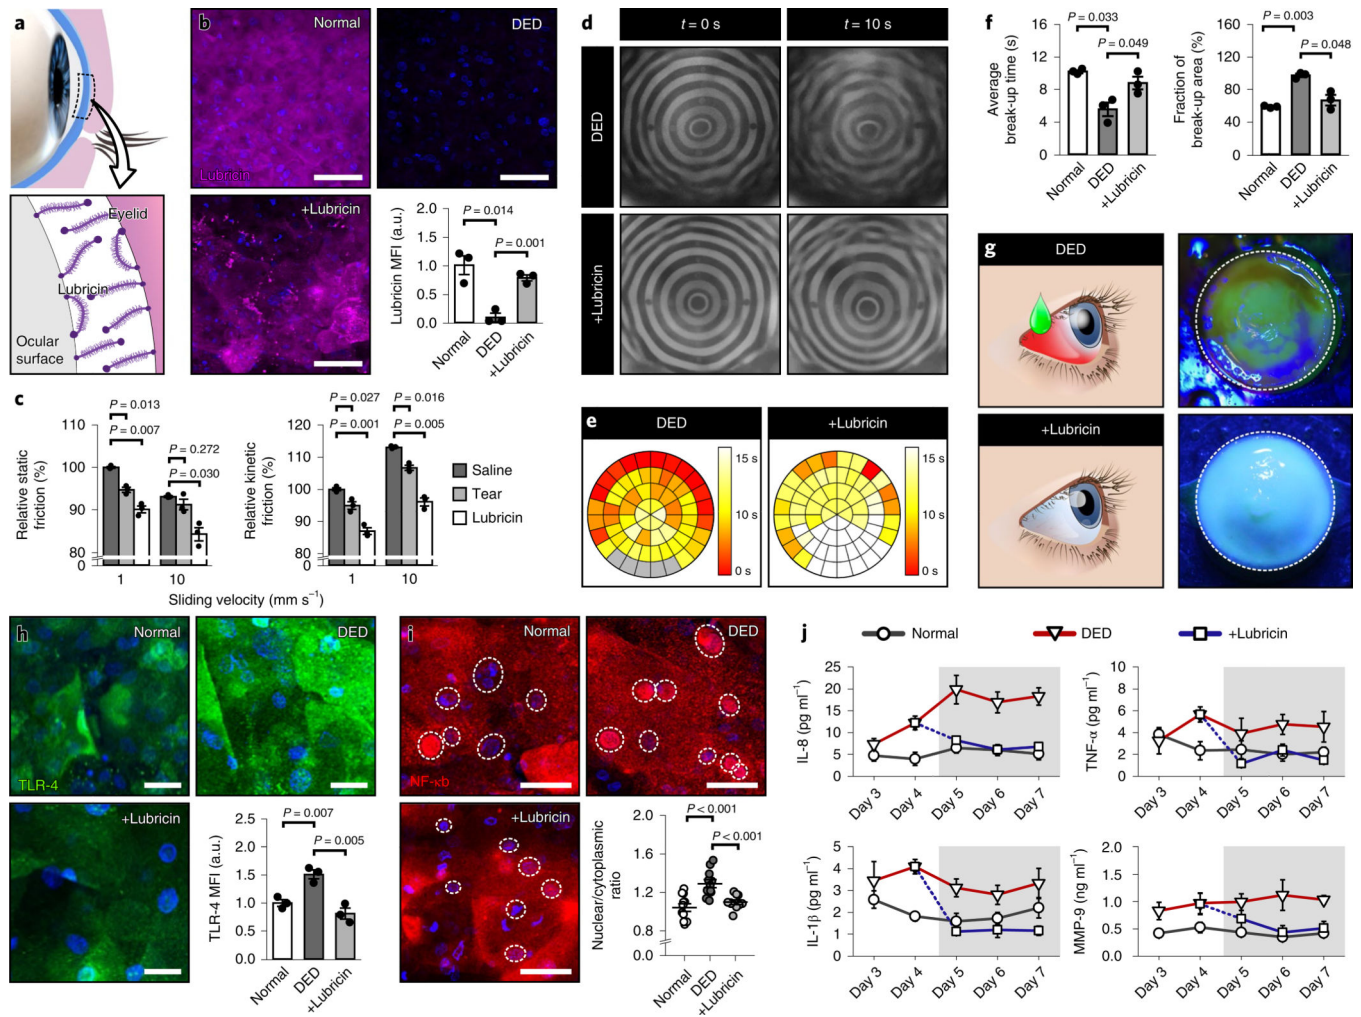 a
Eyelid
Lubricin
Ocular
surface
b
Normal
Lubricin
DED
+Lubricin
Lubricin MFI (a.u.)
2.0
1.5
1.0
0.5
0.0
P = 0.014
P = 0.001
Normal
DED
+Lubricin
c
Relative static
friction (%)
110
100
90
80
0
P = 0.013
P = 0.007
P = 0.272
P = 0.030
1
10
Relative kinetic
friction (%)
120
110
100
90
80
0
P = 0.027
P = 0.001
P = 0.016
P = 0.005
1
10
Saline
Tear
Lubricin
Sliding velocity (mm s⁻¹)
d
t = 0 s
t = 10 s
DED
+Lubricin
e
DED
15 s
10 s
0 s
+Lubricin
15 s
10 s
0 s
f
Average
break-up time (s)
16
12
8
4
0
P = 0.033
P = 0.049
Normal
DED
+Lubricin
Fraction of
break-up area (%)
160
120
80
40
0
P = 0.003
P = 0.048
Normal
DED
+Lubricin
g
DED
+Lubricin
h
Normal
TLR-4
DED
+Lubricin
TLR-4 MFI (a.u.)
2.5
2.0
1.5
1.0
0.5
0.0
P = 0.007
P = 0.005
Normal
DED
+Lubricin
i
Normal
NF-κb
DED
+Lubricin
Nuclear/cytoplasmic
ratio
2.0
1.6
1.2
0.8
0.0
P < 0.001
P < 0.001
Normal
DED
+Lubricin
j
Normal
DED
+Lubricin
IL-8
(pg ml⁻¹)
25
20
15
10
5
0
Day 3
Day 4
Day 5
Day 6
Day 7
TNF-α (pg ml⁻¹)
10
8
6
4
2
0
Day 3
Day 4
Day 5
Day 6
Day 7
IL-1β (pg ml⁻¹)
5
4
3
2
1
0
Day 3
Day 4
Day 5
Day 6
Day 7
MMP-9 (ng ml⁻¹)
2.0
1.5
1.0
0.5
0.0
Day 3
Day 4
Day 5
Day 6
Day 7